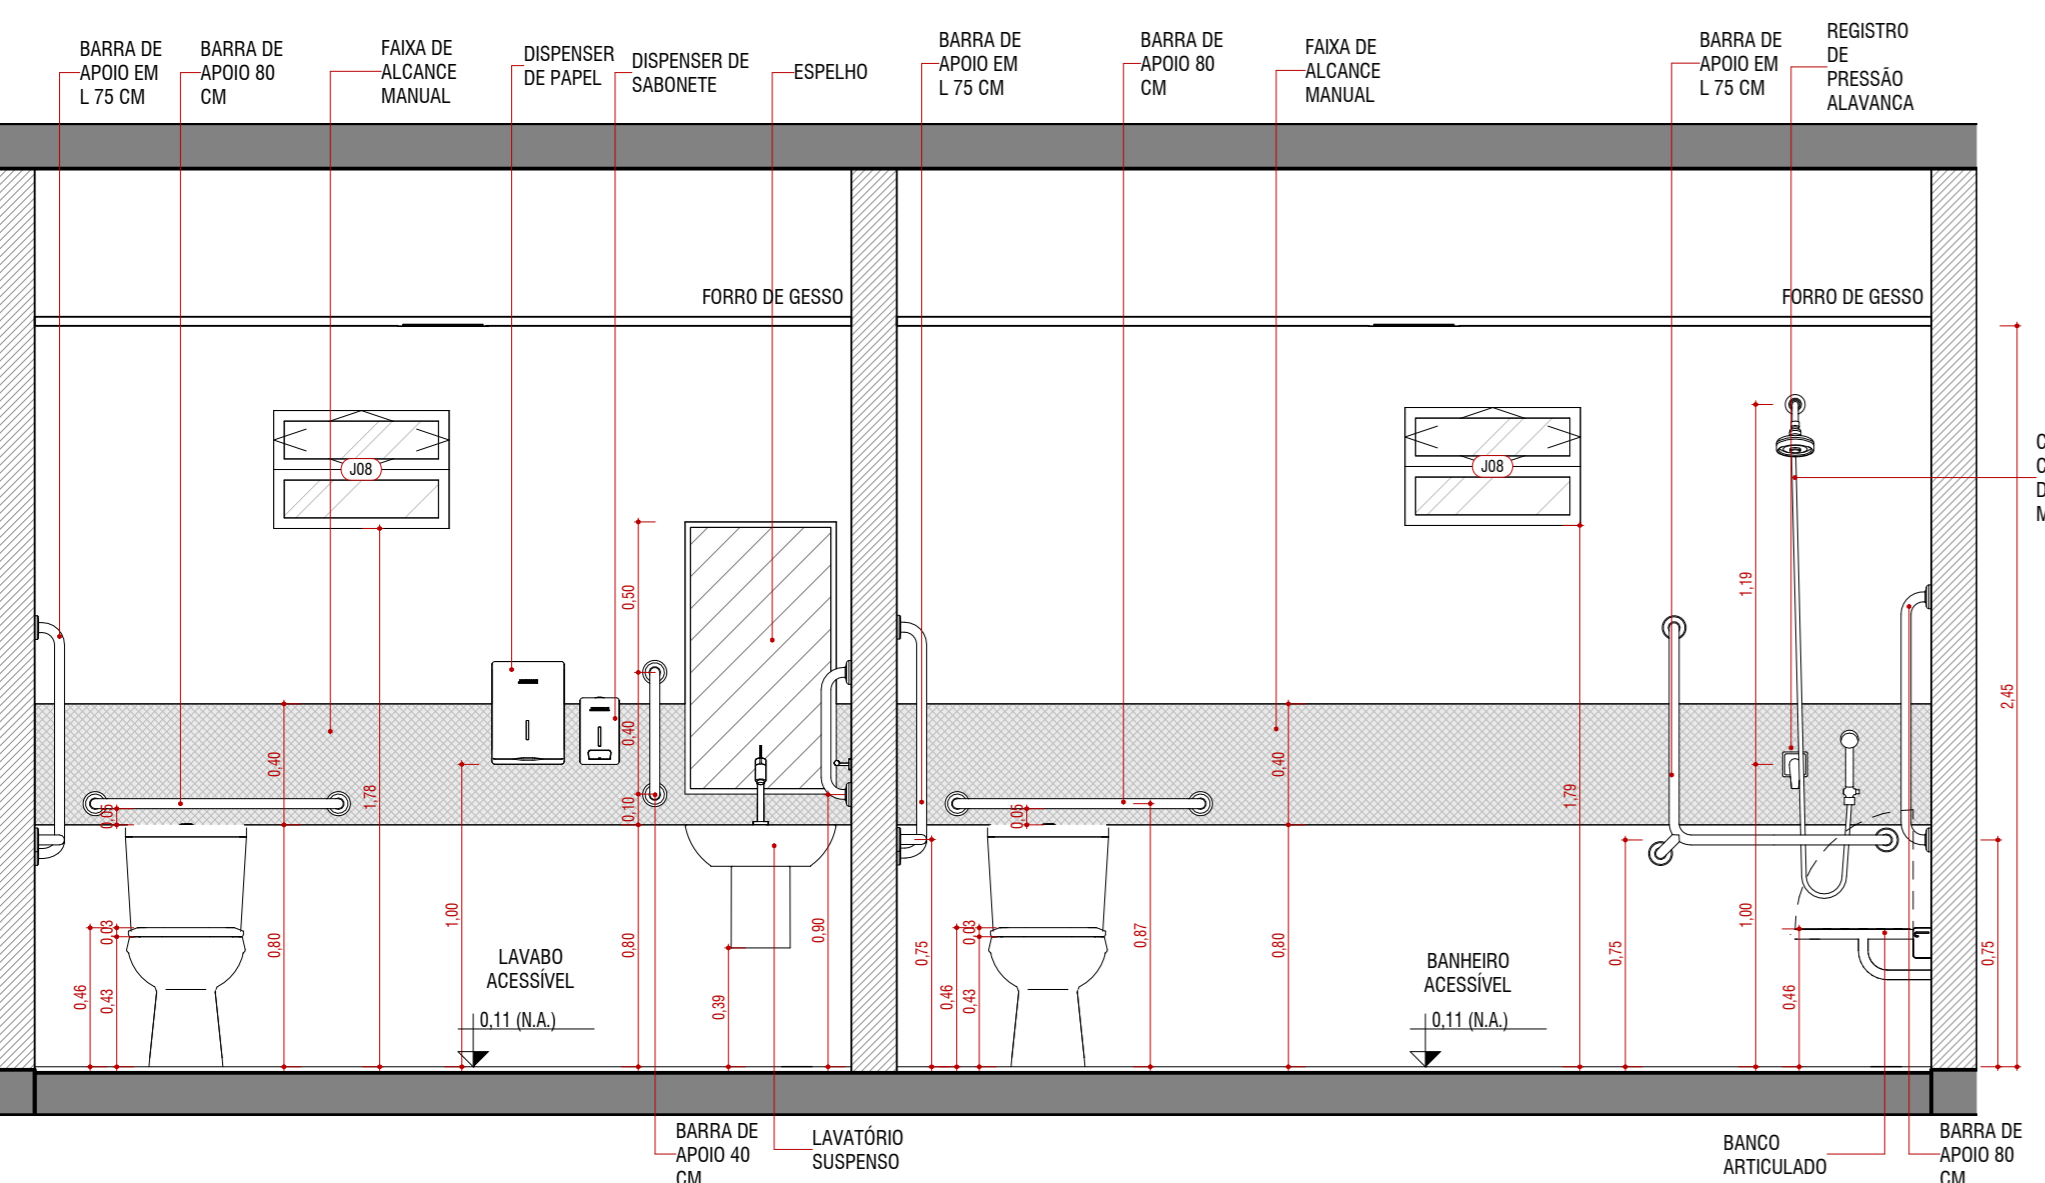 BARRA DE
APOIO EM
L 75 CM
BARRA DE
APOIO 80
CM
FAIXA DE
ALCANCE
MANUAL
DISPENSER
DE PAPEL
DISPENSER DE
SABONETE
ESPELHO
BARRA DE
APOIO EM
L 75 CM
BARRA DE
APOIO 80
CM
FAIXA DE
ALCANCE
MANUAL
BARRA DE
APOIO EM
L 75 CM
REGISTRO
DE
PRESSÃO
ALAVANCA
FORRO DE GESSO
FORRO DE GESSO
J08
J08
0,50
0,40
0,10
0,80
0,40
0,80
1,78
0,05
0,46
0,03
0,43
1,00
0,39
0,90
LAVABO
ACESSÍVEL
0,11 (N.A.)
0,75
0,46
0,03
0,43
0,05
0,87
0,40
0,80
BANHEIRO
ACESSÍVEL
0,11 (N.A.)
1,79
0,75
1,19
1,00
0,46
0,75
2,45
BARRA DE
APOIO 40
CM
LAVATÓRIO
SUSPENSO
BANCO
ARTICULADO
BARRA DE
APOIO 80
CM